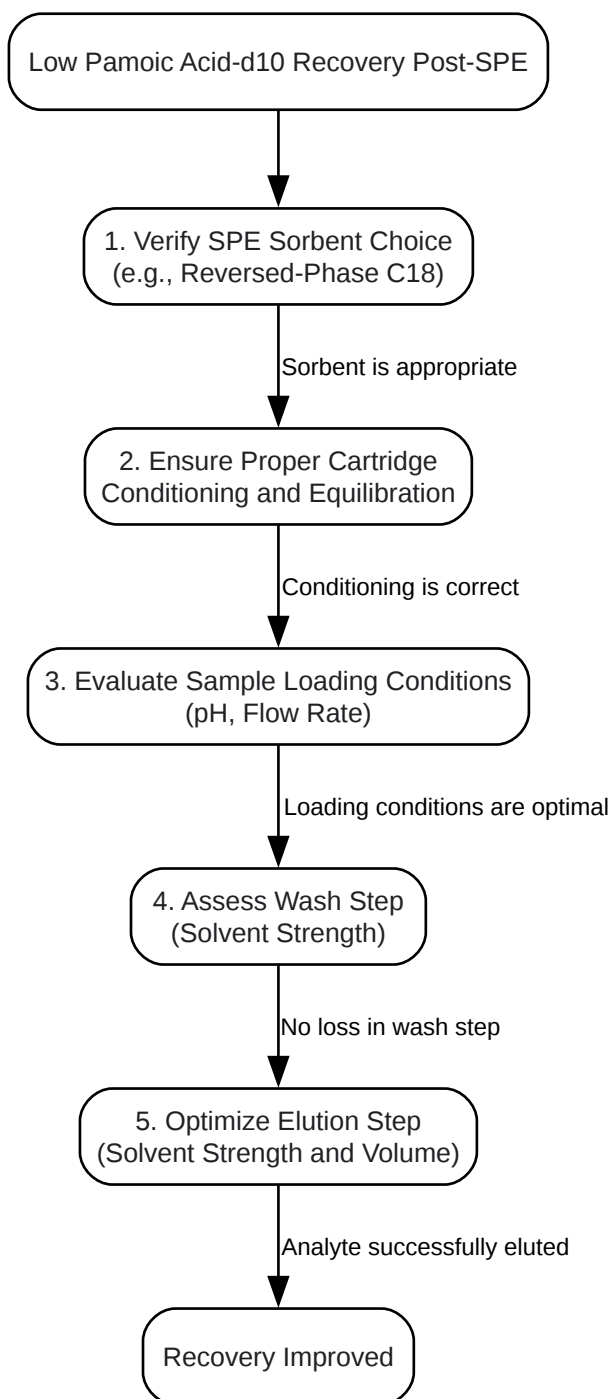 Low Pamoic Acid-d10 Recovery Post-SPE
1. Verify SPE Sorbent Choice
(e.g., Reversed-Phase C18)
Sorbent is appropriate
2. Ensure Proper Cartridge
Conditioning and Equilibration
Conditioning is correct
3. Evaluate Sample Loading Conditions
(pH, Flow Rate)
Loading conditions are optimal
4. Assess Wash Step
(Solvent Strength)
No loss in wash step
5. Optimize Elution Step
(Solvent Strength and Volume)
Analyte successfully eluted
Recovery Improved